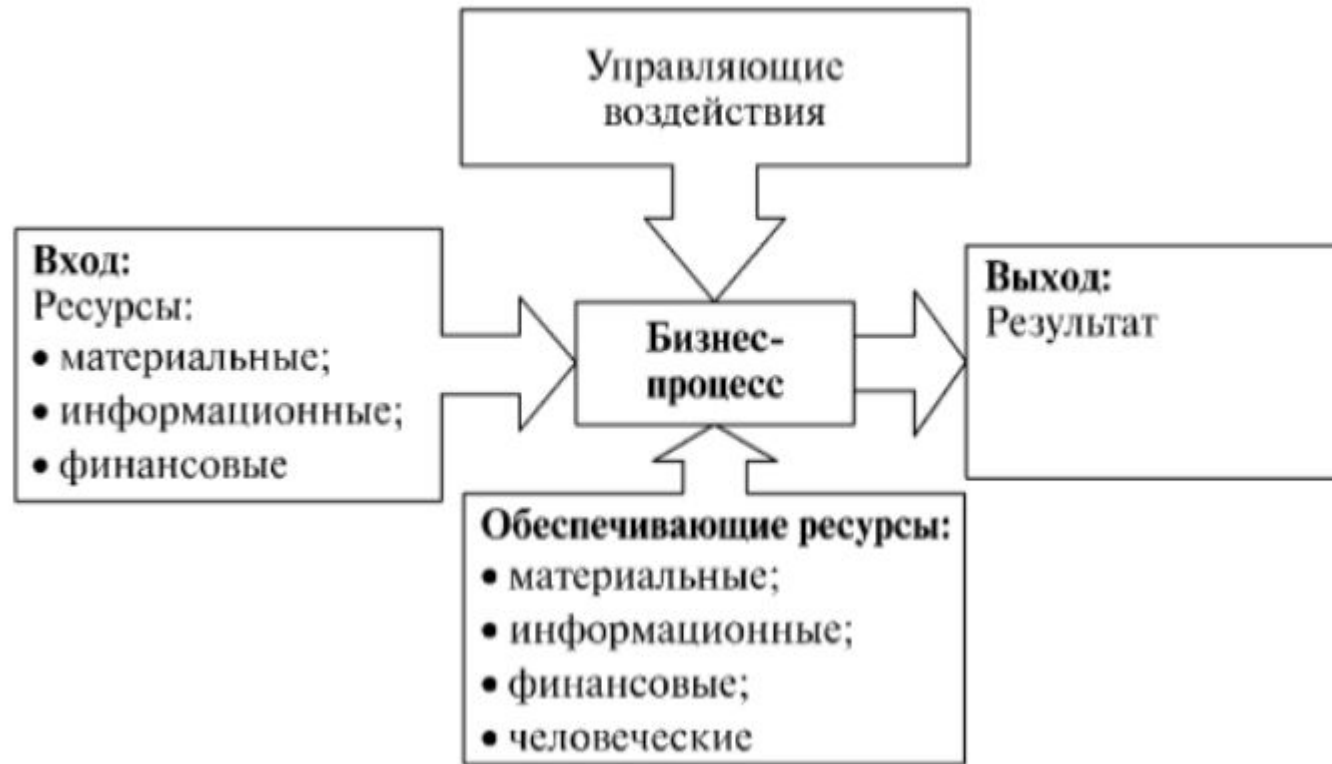 Управляющие
воздействия
Вход:
Ресурсы:
• материальные;
• информационные;
• финансовые
Бизнес-
процесс
Выход:
Результат
Обеспечивающие ресурсы:
• материальные;
• информационные;
• финансовые;
• человеческие